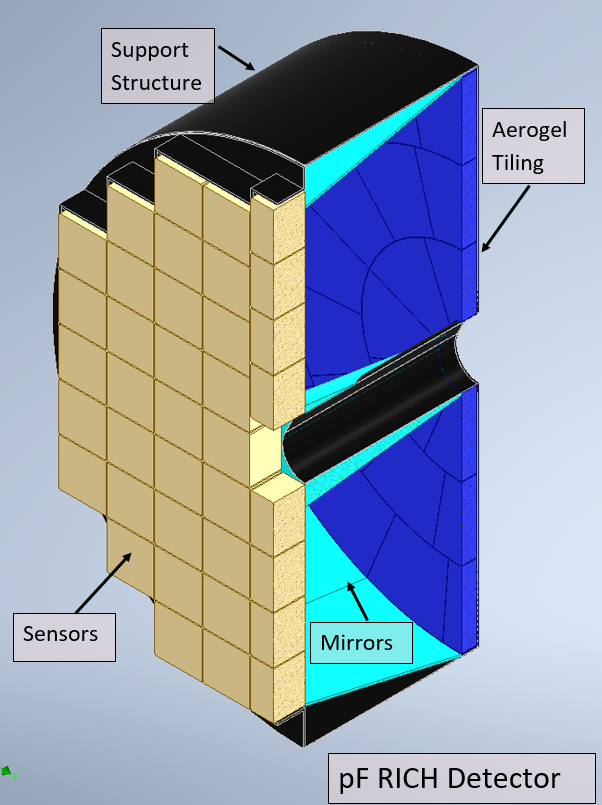 Support
Structure
Aerogel
Tiling
Sensors
Mirrors
pF RICH Detector